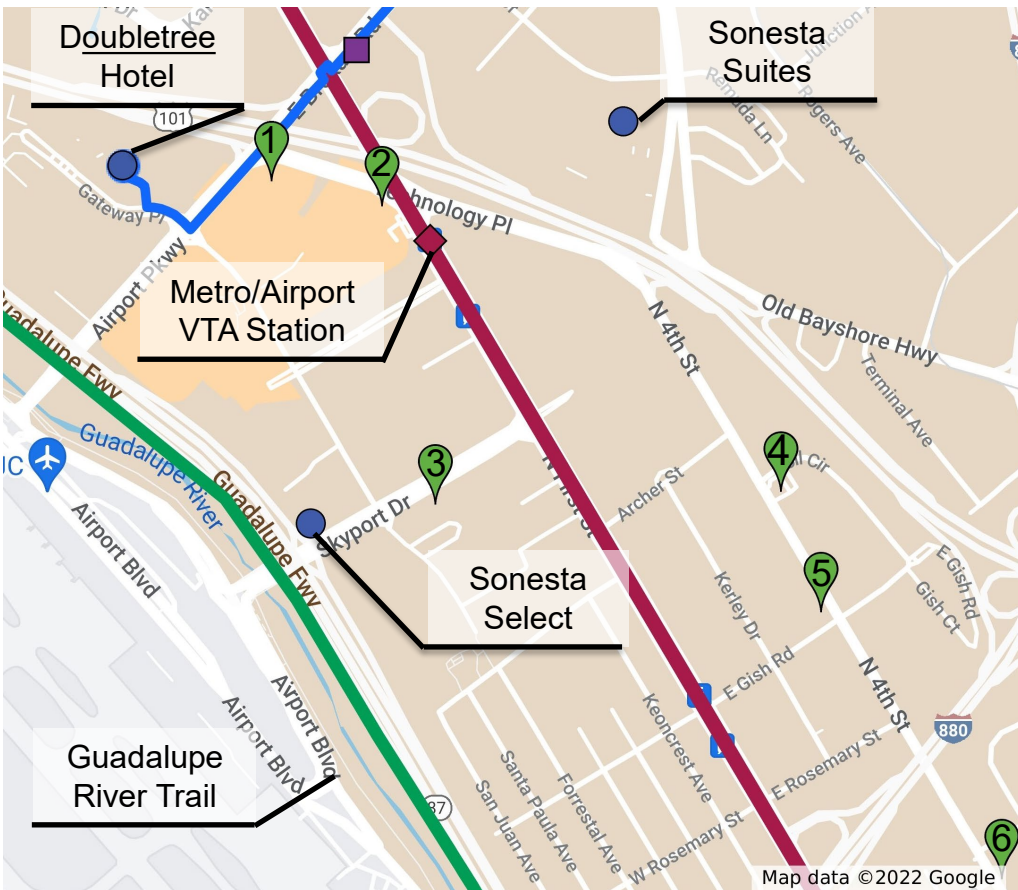 Doubletree
Hotel
Sonesta
Suites
101
E B
Rd
Junction A
Remuda Ln
Rogers Ave
1
2
Technology Pl
Gateway Pl
Airport Pkwy
Metro/Airport
VTA Station
Old Bayshore Hwy
N 4th St
Terminal Ave
Guadalupe Fwy
Guadalupe River
Guadalupe Fwy
3
4
Skyport Dr
N First St
Archer St
Airport Blvd
5
E Gish Rd
Gish Ct
Sonesta
Select
Kerley Dr
E Gish Rd
N 4th St
880
Airport Blvd
Airport Blvd
Guadalupe
River Trail
Keoncrest Ave
E Rosemary St
Santa Paula Ave
Forrestal Ave
San Juan Ave
87
W Rosemary St
6
Map data ©2022 Google